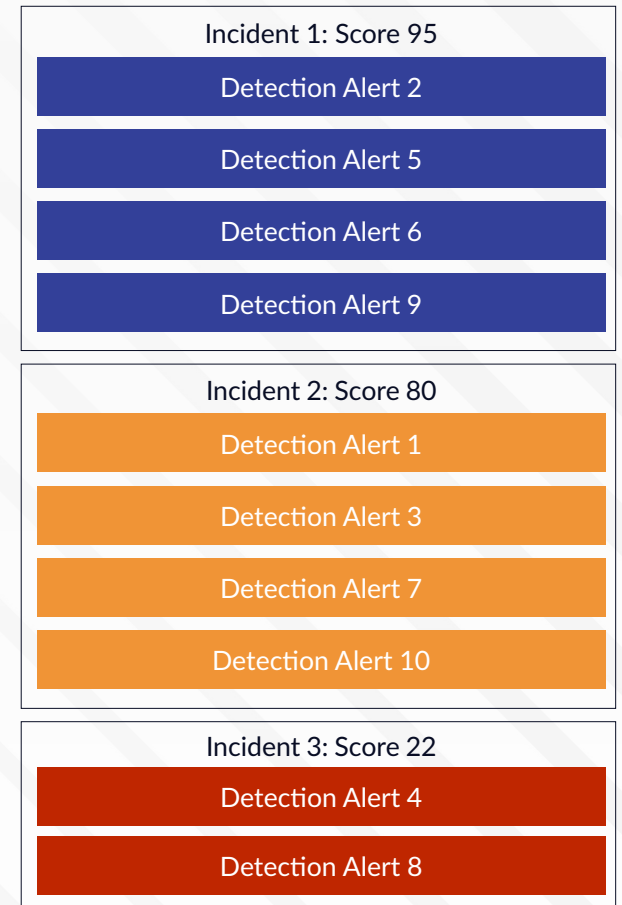 Incident 1: Score 95
Detection Alert 2
Detection Alert 5
Detection Alert 6
Detection Alert 9
Incident 2: Score 80
Detection Alert 1
Detection Alert 3
Detection Alert 7
Detection Alert 10
Incident 3: Score 22
Detection Alert 4
Detection Alert 8